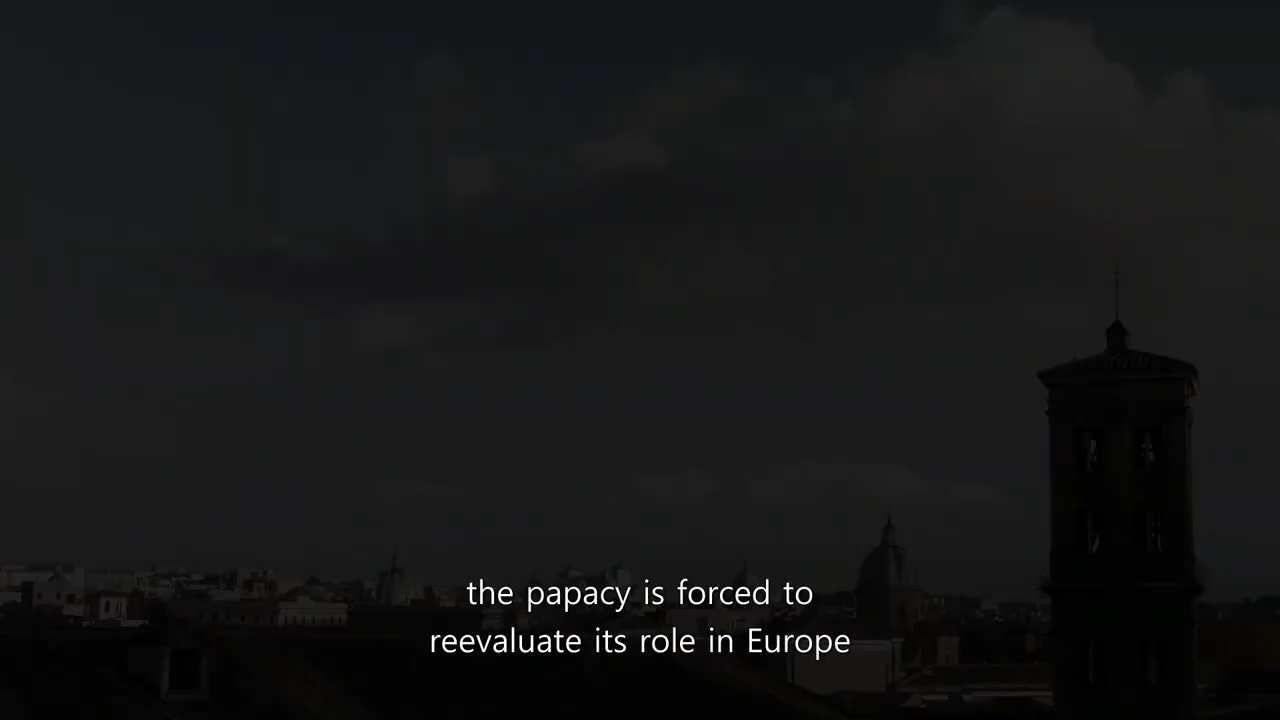 the papacy is forced to
reevaluate its role in Europe